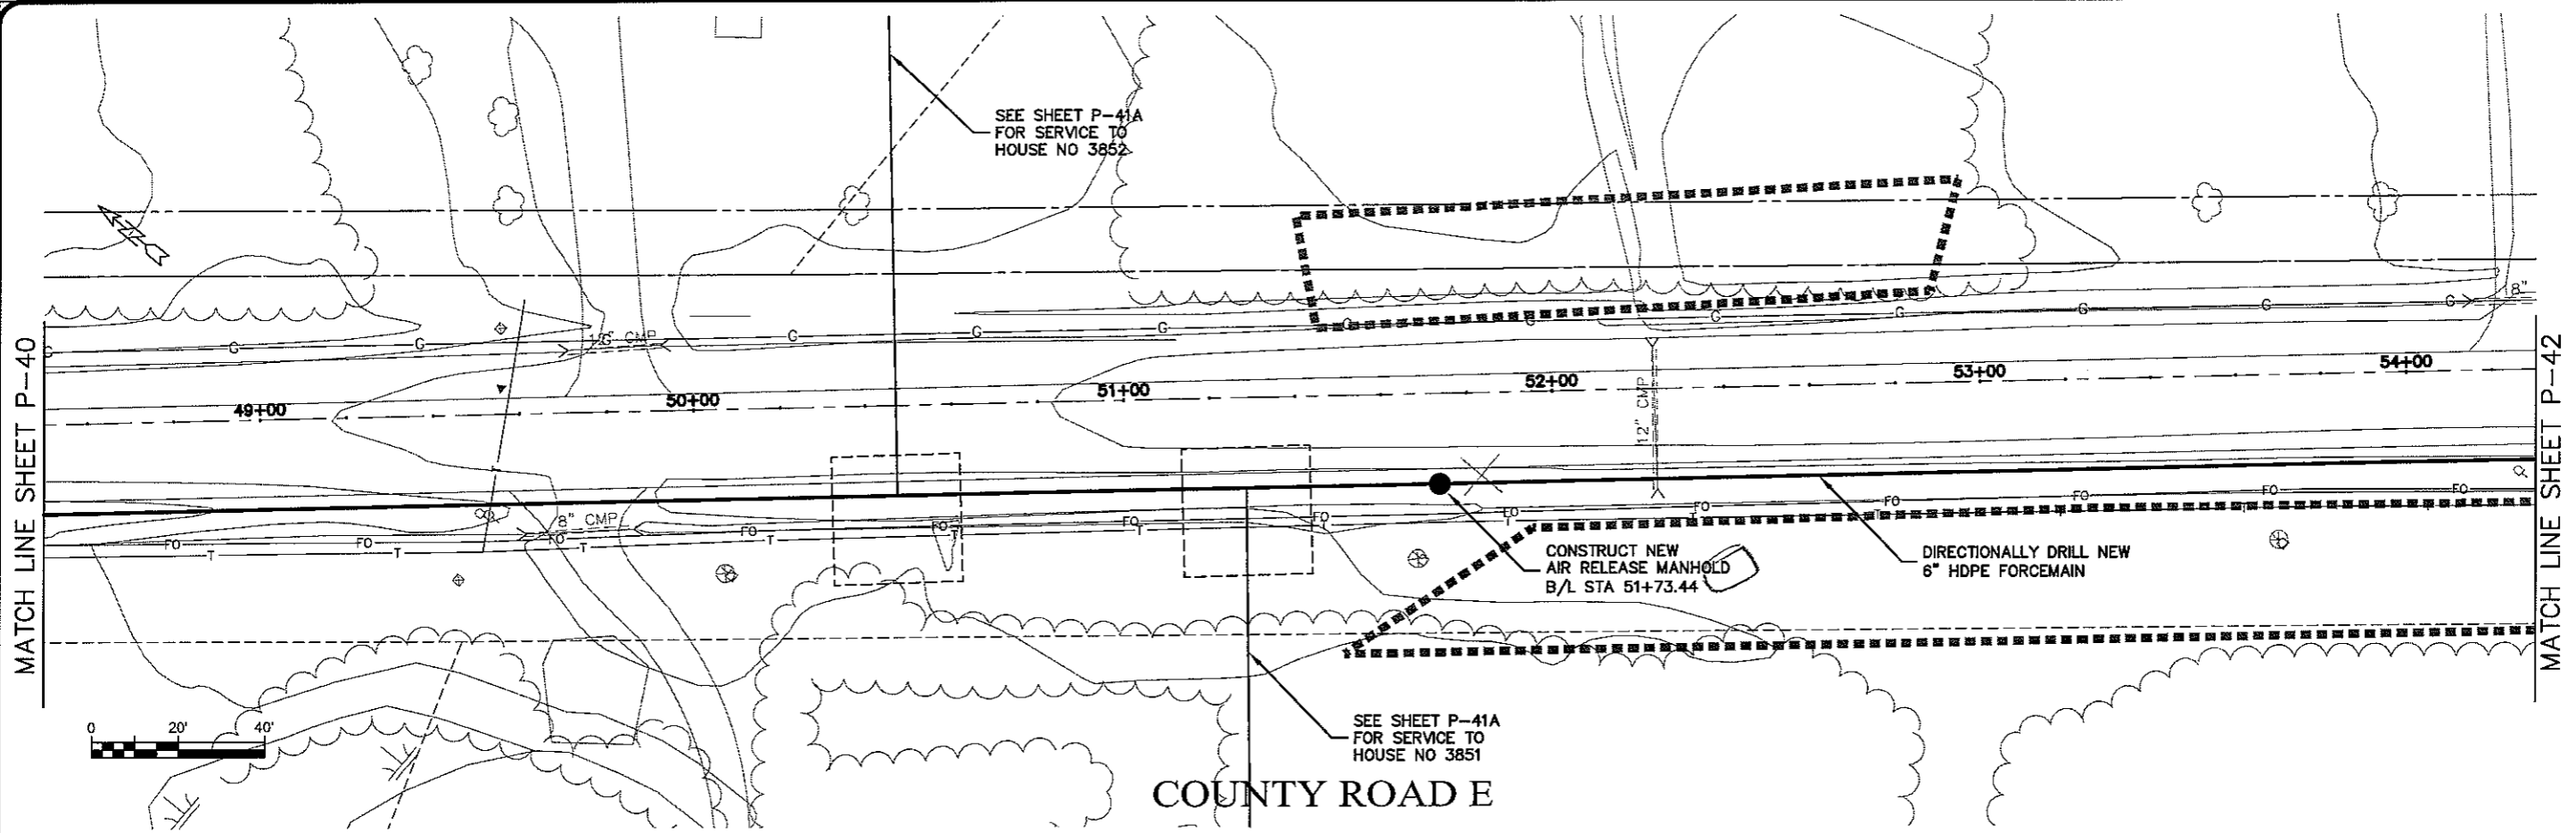 SEE SHEET P-41A
FOR SERVICE TO
HOUSE NO 3852
MATCH LINE SHEET P-40
MATCH LINE SHEET P-42
G G G G G G G G G G G
8"
CMP
49+00 50+00 51+00 52+00 53+00 54+00
12" CMP
8" CMP
FO FO FO FO FO FO FO FO FO FO FO FO FO
T T T T T T T
CONSTRUCT NEW
AIR RELEASE MANHOLD
B/L STA 51+73.44
DIRECTIONALLY DRILL NEW
6" HDPE FORCEMAIN
0 20' 40'
SEE SHEET P-41A
FOR SERVICE TO
HOUSE NO 3851
COUNTY ROAD E